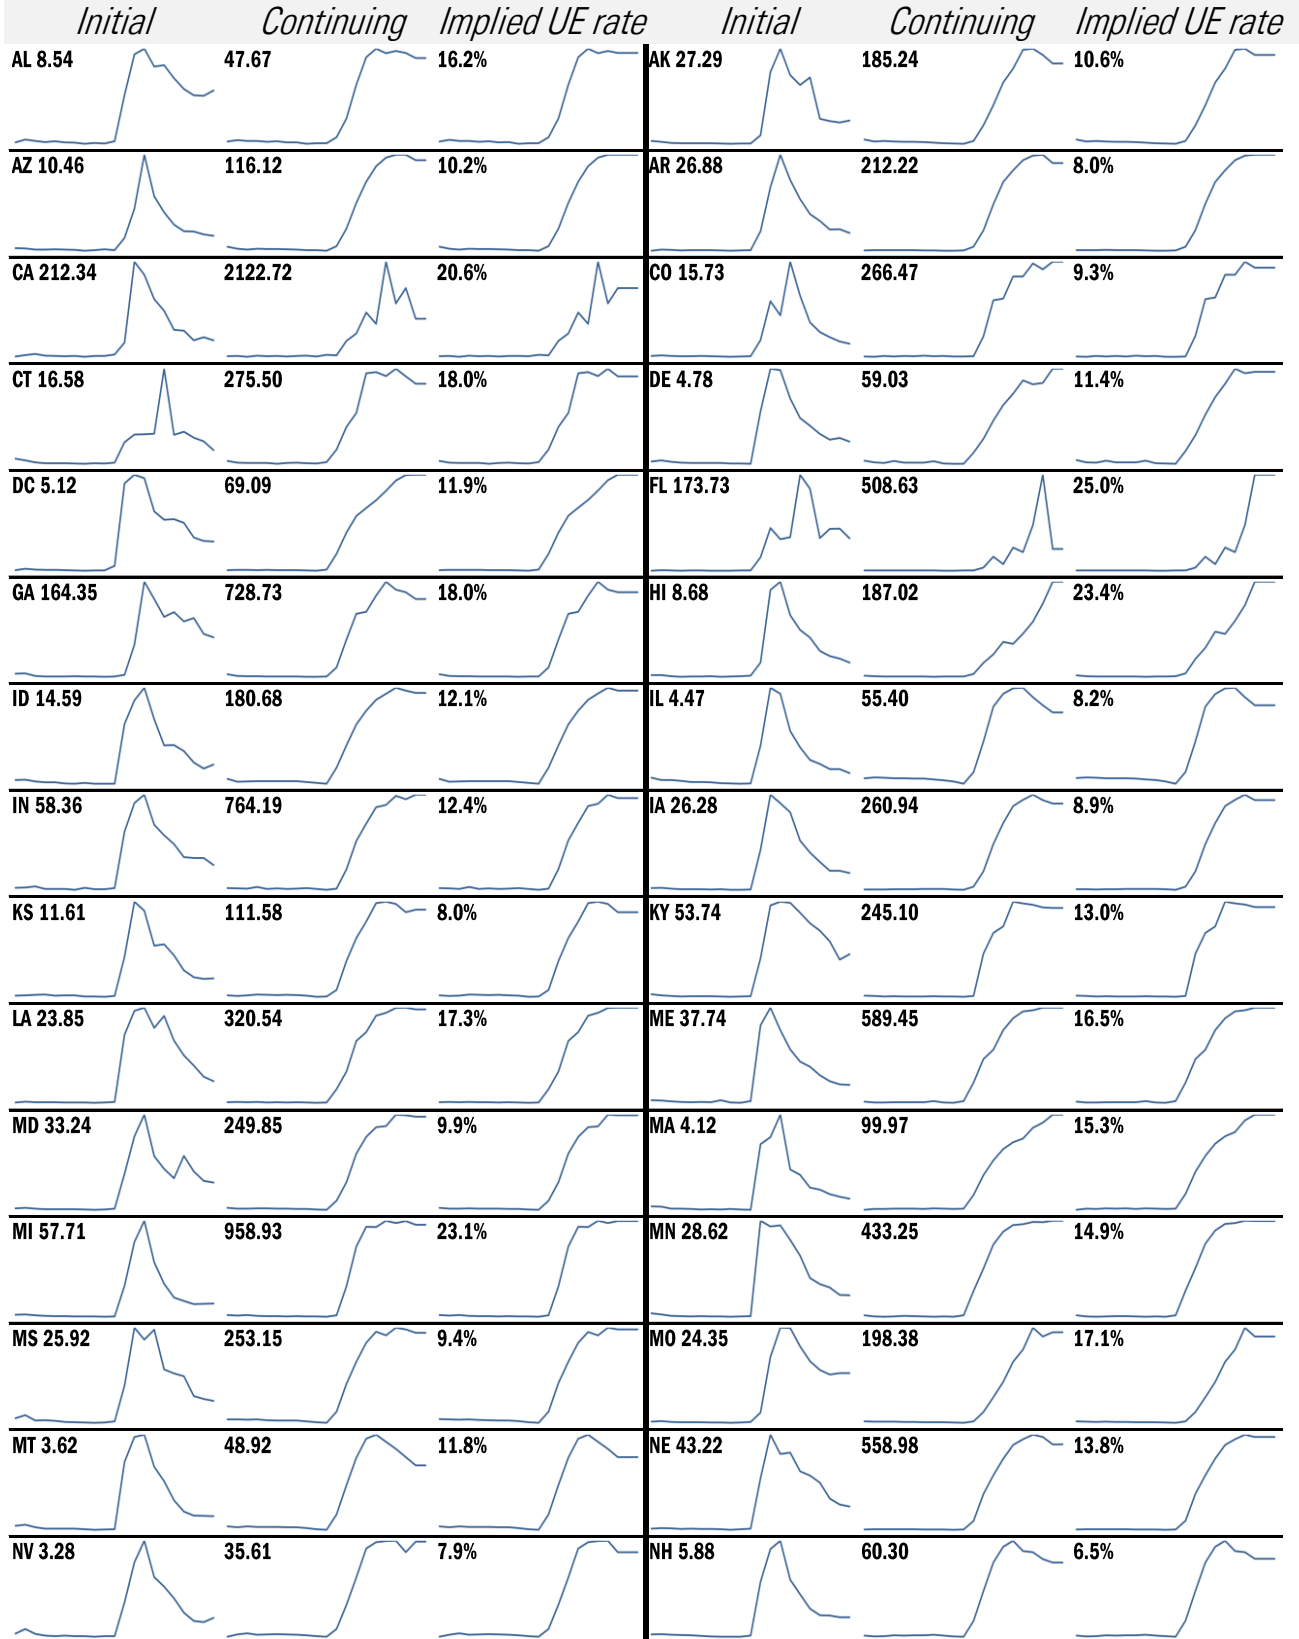 Initial Continuing Implied UE rate Initial Continuing Implied UE rate
AL 8.54 47.67 16.2% AK 27.29 185.24 10.6%
AZ 10.46 116.12 10.2% AR 26.88 212.22 8.0%
CA 212.34 2122.72 20.6% CO 15.73 266.47 9.3%
CT 16.58 275.50 18.0% DE 4.78 59.03 11.4%
DC 5.12 69.09 11.9% FL 173.73 508.63 25.0%
GA 164.35 728.73 18.0% HI 8.68 187.02 23.4%
ID 14.59 180.68 12.1% IL 4.47 55.40 8.2%
IN 58.36 764.19 12.4% IA 26.28 260.94 8.9%
KS 11.61 111.58 8.0% KY 53.74 245.10 13.0%
LA 23.85 320.54 17.3% ME 37.74 589.45 16.5%
MD 33.24 249.85 9.9% MA 4.12 99.97 15.3%
MI 57.71 958.93 23.1% MN 28.62 433.25 14.9%
MS 25.92 253.15 9.4% MO 24.35 198.38 17.1%
MT 3.62 48.92 11.8% NE 43.22 558.98 13.8%
NV 3.28 35.61 7.9% NH 5.88 60.30 6.5%